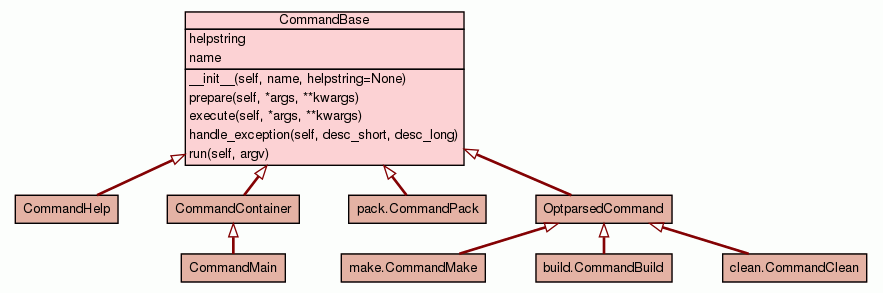 CommandBase
helpstring
name
__init__(self, name, helpstring=None)
prepare(self, *args, **kwargs)
execute(self, *args, **kwargs)
handle_exception(self, desc_short, desc_long)
run(self, argv)
CommandHelp
CommandContainer
pack.CommandPack
OptparsedCommand
CommandMain
make.CommandMake
build.CommandBuild
clean.CommandClean